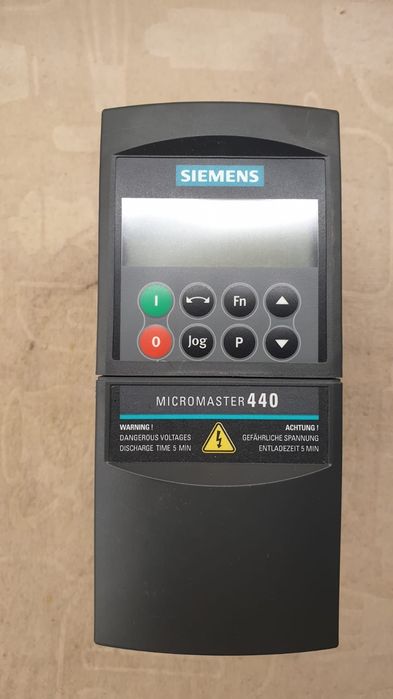 SIEMENS
I Fn
0 Jog P
MICROMASTER 440
WARNING !
DANGEROUS VOLTAGES
DISCHARGE TIME 5 MIN
ACHTUNG !
GEFÄHRLICHE SPANNUNG
ENTLADEZEIT 5 MIN